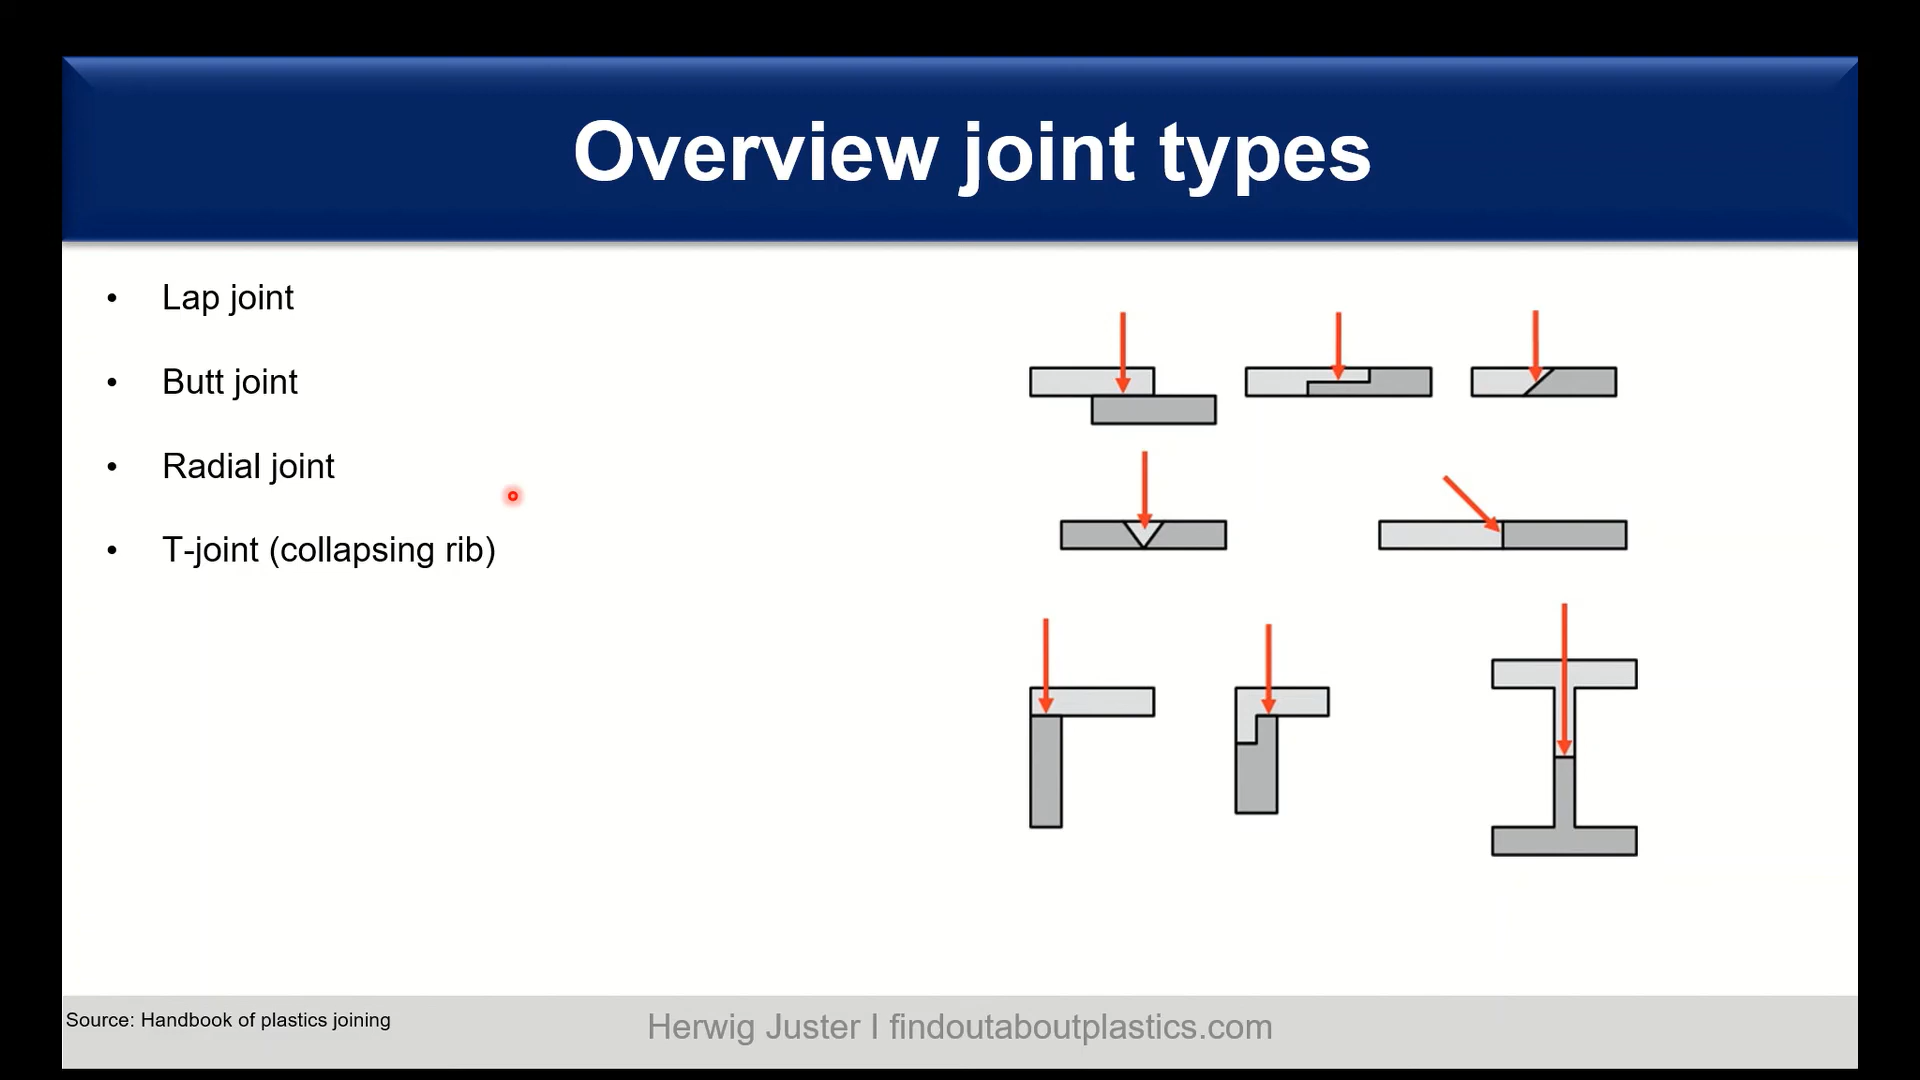 Overview joint types
• Lap joint
• Butt joint
• Radial joint
• T-joint (collapsing rib)
Source: Handbook of plastics joining
Herwig Juster I findoutaboutplastics.com